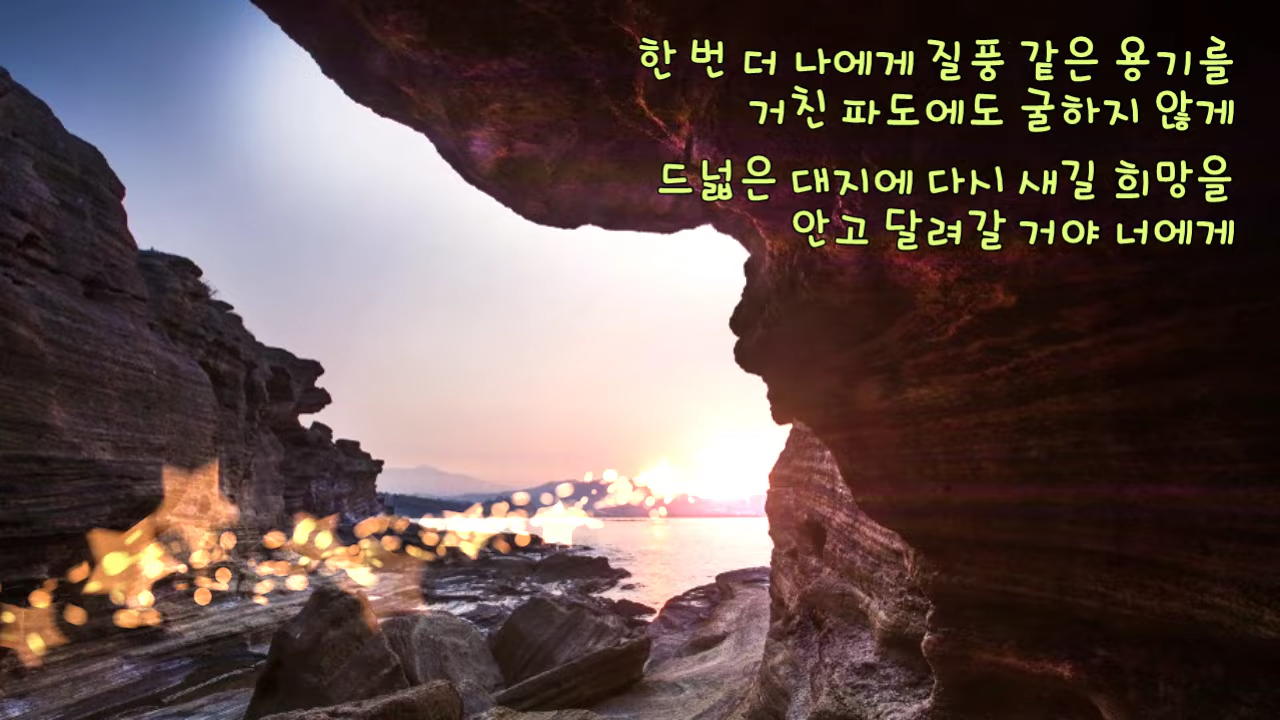 한 번 더 나에게 질풍 같은 용기를
거친 파도에도 굴하지 않게
드넓은 대지에 다시 새길 희망을
안고 달려갈 거야 너에게